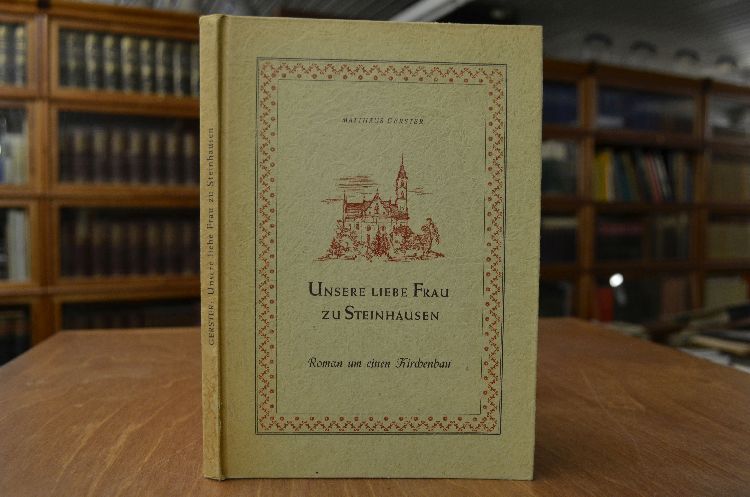 GERSTER: Unsere liebe Frau zu Steinhausen
MATTHÄUS GERSTER
UNSERE LIEBE FRAU
ZU STEINHAUSEN
Roman um einen Kirchenbau